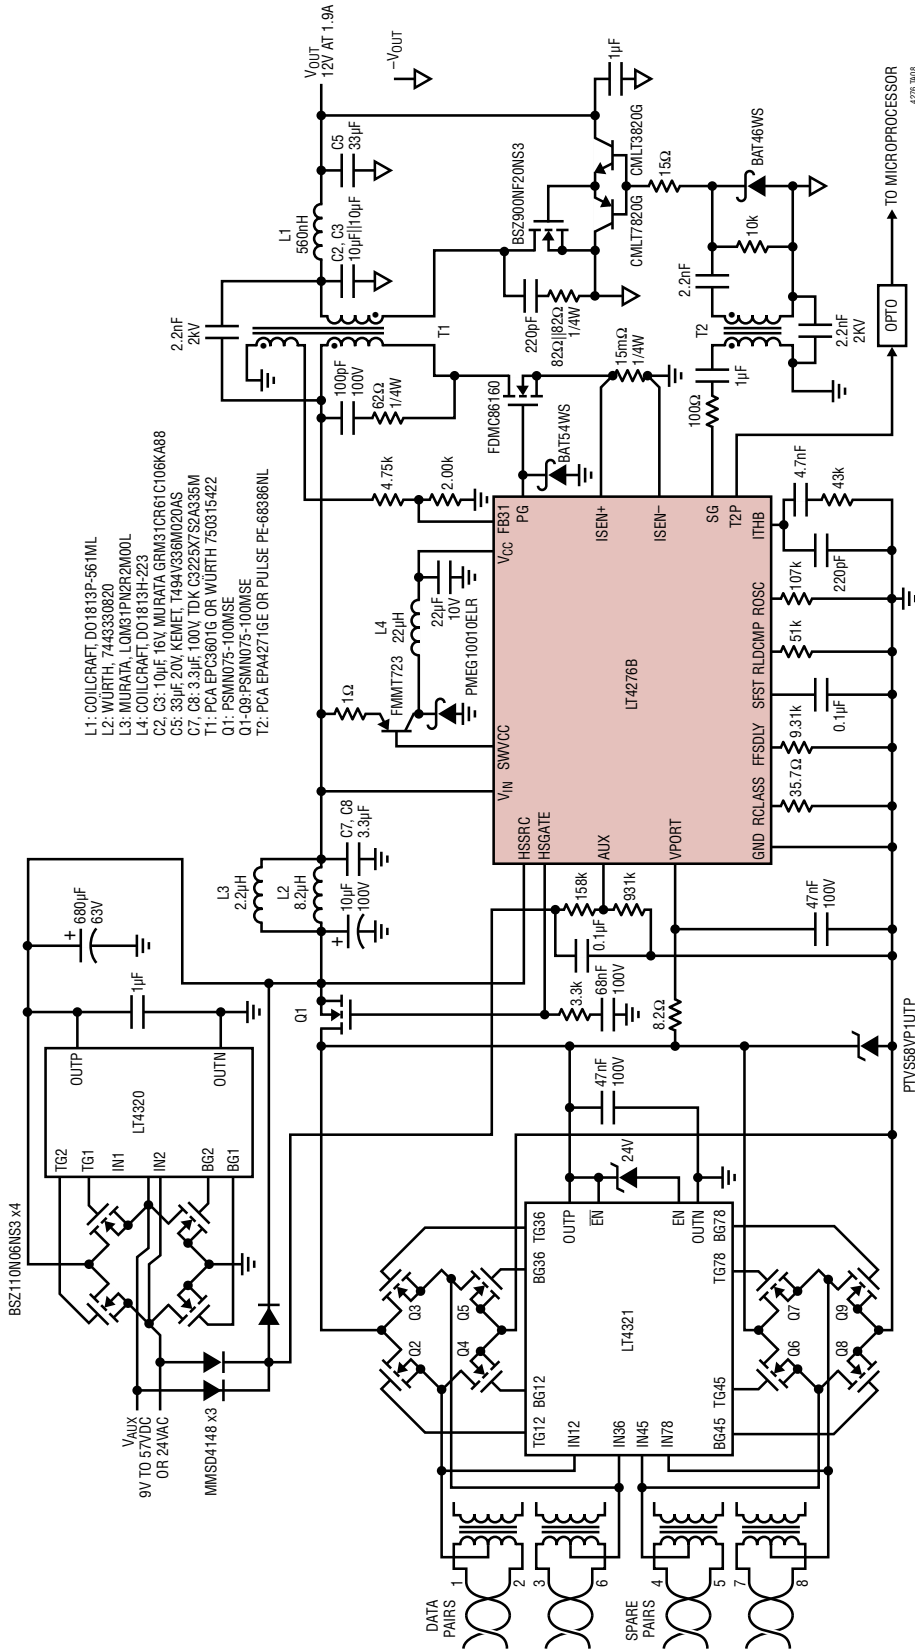 L1: COILCRAFT, DO1813P-561ML
L2: WÜRTH, 7443330820
L3: MURATA, LQM31PN2R2M00L
L4: COILCRAFT, DO1813H-223
C2, C3: 10µF, 16V, MURATA GRM31CR61C106KA88
C5: 33µF, 20V, KEMET, T494V336M020AS
C7, C8: 3.3µF, 100V, TDK C3225X7S2A335M
T1: PCA EPC3601G OR WÜRTH 750315422
Q1: PSMN075-100MSE
Q1-Q9:PSMN075-100MSE
T2: PCA EPA4271GE OR PULSE PE-68386NL
BSZ110N06NS3 x4
VAUX
9V TO 57VDC
OR 24VAC
MMSD4148 x3
TG2
TG1
IN1
IN2
BG2
BG1
LT4320
OUTP
OUTN
1µF
+
680µF
63V
DATA
PAIRS
1
2
3
6
SPARE
PAIRS
4
5
7
8
Q2
Q3
Q4
Q5
Q6
Q7
Q8
Q9
TG12
BG12
BG36
TG36
IN12
IN36
IN45
IN78
LT4321
OUTP
EN
EN
OUTN
BG45
TG45
TG78
BG78
24V
47nF
100V
Q1
L3
2.2µH
L2
8.2µH
+
10µF
100V
C7, C8
3.3µF
3.3k
68nF
100V
0.1µF
158k
931k
8.2Ω
47nF
100V
PTVS58VP1UTP
1Ω
FMMT723
L4
22µH
22µF
10V
PMEG10010ELR
4.75k
2.00k
HSSRC
HSGATE
AUX
VPORT
VIN
SWVCC
VCC
FB31
PG
ISEN+
ISEN–
SG
T2P
LT4276B
GND
RCLASS
FFSDLY
SFST
RLDCMP
ROSC
ITHB
35.7Ω
9.31k
0.1µF
51k
107k
220pF
4.7nF
43k
2.2nF
2kV
100pF
100V
62Ω
1/4W
T1
C2, C3
10µF||10µF
L1
560nH
C5
33µF
VOUT
12V AT 1.9A
–VOUT
1µF
FDMC86160
BAT54WS
15mΩ
1/4W
220pF
82Ω||82Ω
1/4W
BSZ900NF20NS3
CMLT7820G
CMLT3820G
15Ω
100Ω
1µF
T2
2.2nF
10k
BAT46WS
2.2nF
2KV
OPTO
TO MICROPROCESSOR
4276 TA08